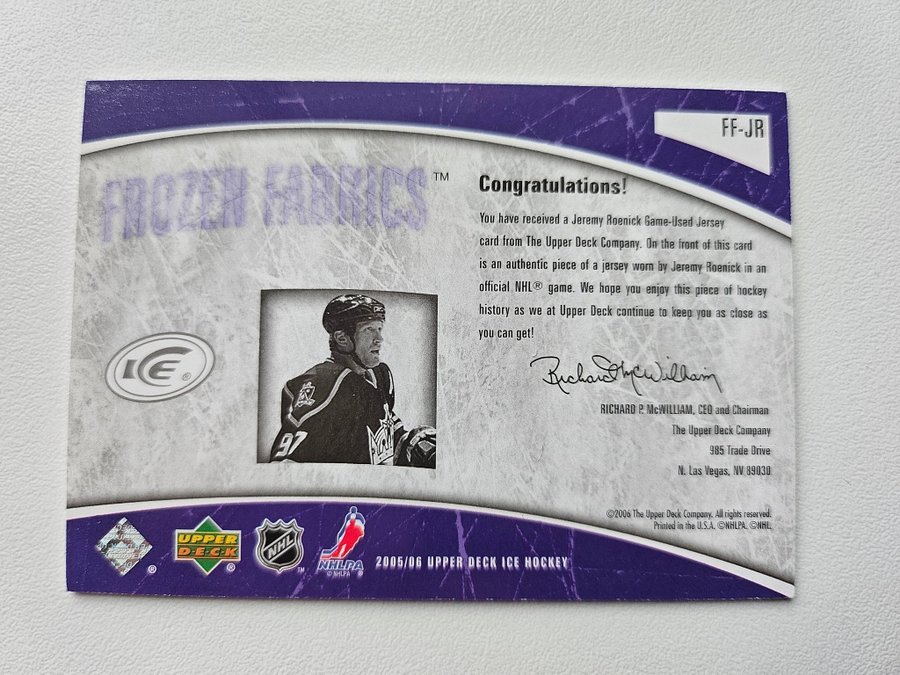 FF-JR
FROZEN FABRICS™
Congratulations!
You have received a Jeremy Roenick Game-Used Jersey
card from The Upper Deck Company. On the front of this card
is an authentic piece of a jersey worn by Jeremy Roenick in an
official NHL® game. We hope you enjoy this piece of hockey
history as we at Upper Deck continue to keep you as close as
you can get!
ICE®
97
Richard McWilliam
RICHARD P. McWILLIAM, CEO and Chairman
The Upper Deck Company
985 Trade Drive
N. Las Vegas, NV 89030
©2006 The Upper Deck Company. All rights reserved.
Printed in the U.S.A. ©NHLPA. ©NHL.
®
UPPER DECK ®
NHL ™
NHLPA
© NHLPA ®
2005/06 UPPER DECK ICE HOCKEY